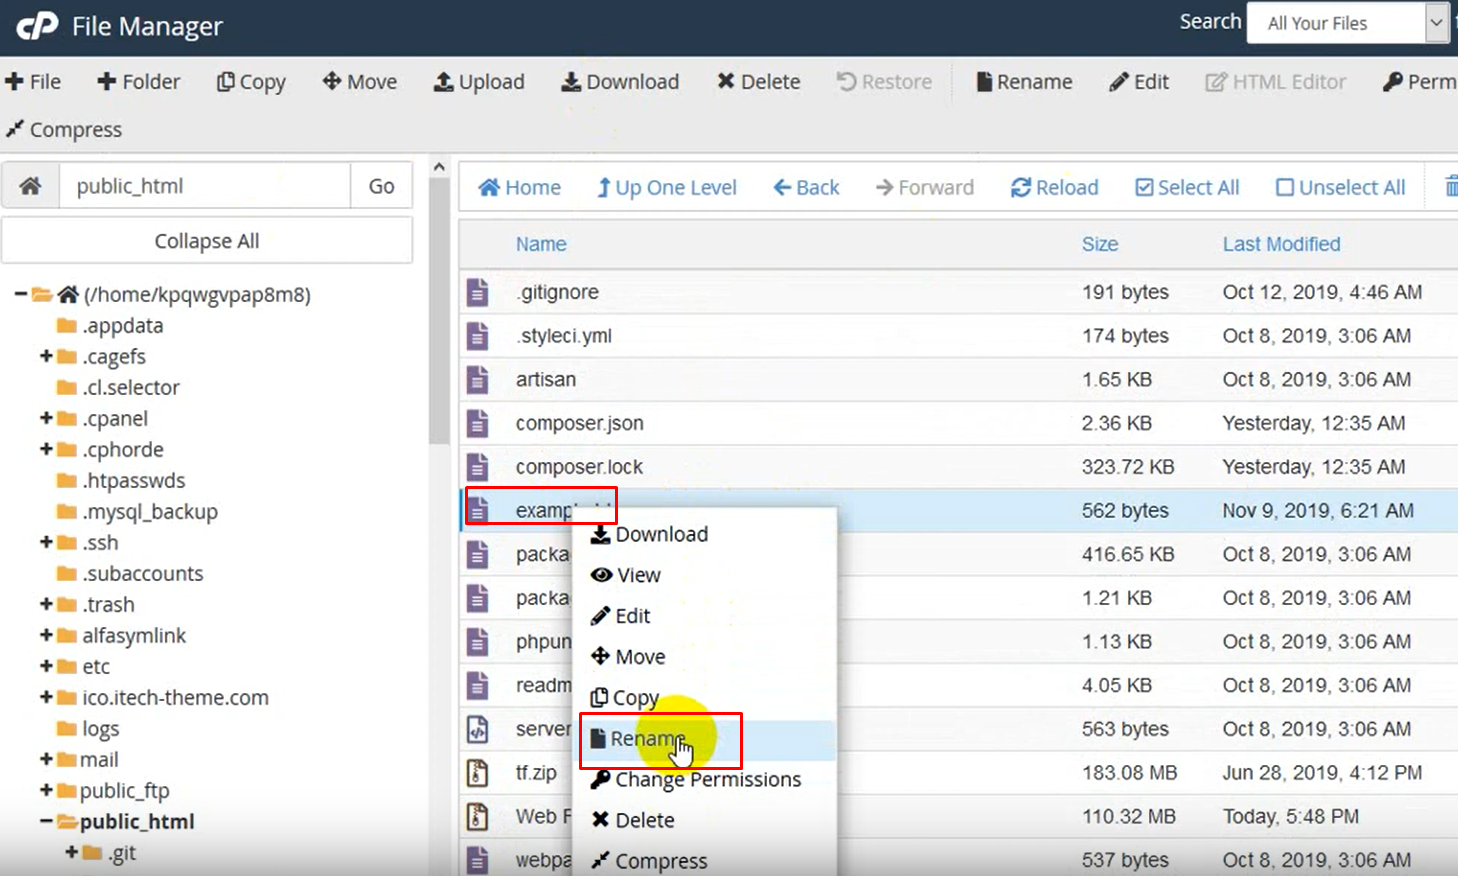 cP File Manager Search All Your Files
File Folder Copy Move Upload Download Delete Restore Rename Edit HTML Editor Perm
Compress
public_html Go
Collapse All
(/home/kpqwgvpap8m8)
.appdata
.cagefs
.cl.selector
.cpanel
.cphorde
.htpasswds
.mysql_backup
.ssh
.subaccounts
.trash
alfasymlink
etc
ico.itech-theme.com
logs
mail
public_ftp
public_html
.git
Home Up One Level Back Forward Reload Select All Unselect All
Name Size Last Modified
.gitignore 191 bytes Oct 12, 2019, 4:46 AM
.styleci.yml 174 bytes Oct 8, 2019, 3:06 AM
artisan 1.65 KB Oct 8, 2019, 3:06 AM
composer.json 2.36 KB Yesterday, 12:35 AM
composer.lock 323.72 KB Yesterday, 12:35 AM
examp 562 bytes Nov 9, 2019, 6:21 AM
packa 416.65 KB Oct 8, 2019, 3:06 AM
packa 1.21 KB Oct 8, 2019, 3:06 AM
phpun 1.13 KB Oct 8, 2019, 3:06 AM
readm 4.05 KB Oct 8, 2019, 3:06 AM
server 563 bytes Oct 8, 2019, 3:06 AM
tf.zip 183.08 MB Jun 28, 2019, 4:12 PM
Web F 110.32 MB Today, 5:48 PM
webpa 537 bytes Oct 8, 2019, 3:06 AM
Download
View
Edit
Move
Copy
Rename
Change Permissions
Delete
Compress